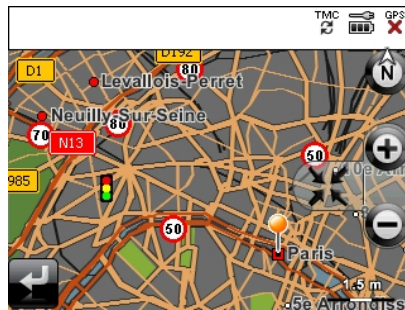 TMC
GPS
D192
D1
80
Levallois-Perret
N
Neuilly-Sur-Seine
70
80
N13
50
10e
985
50
Paris
1.5 m
5e Arrondiss